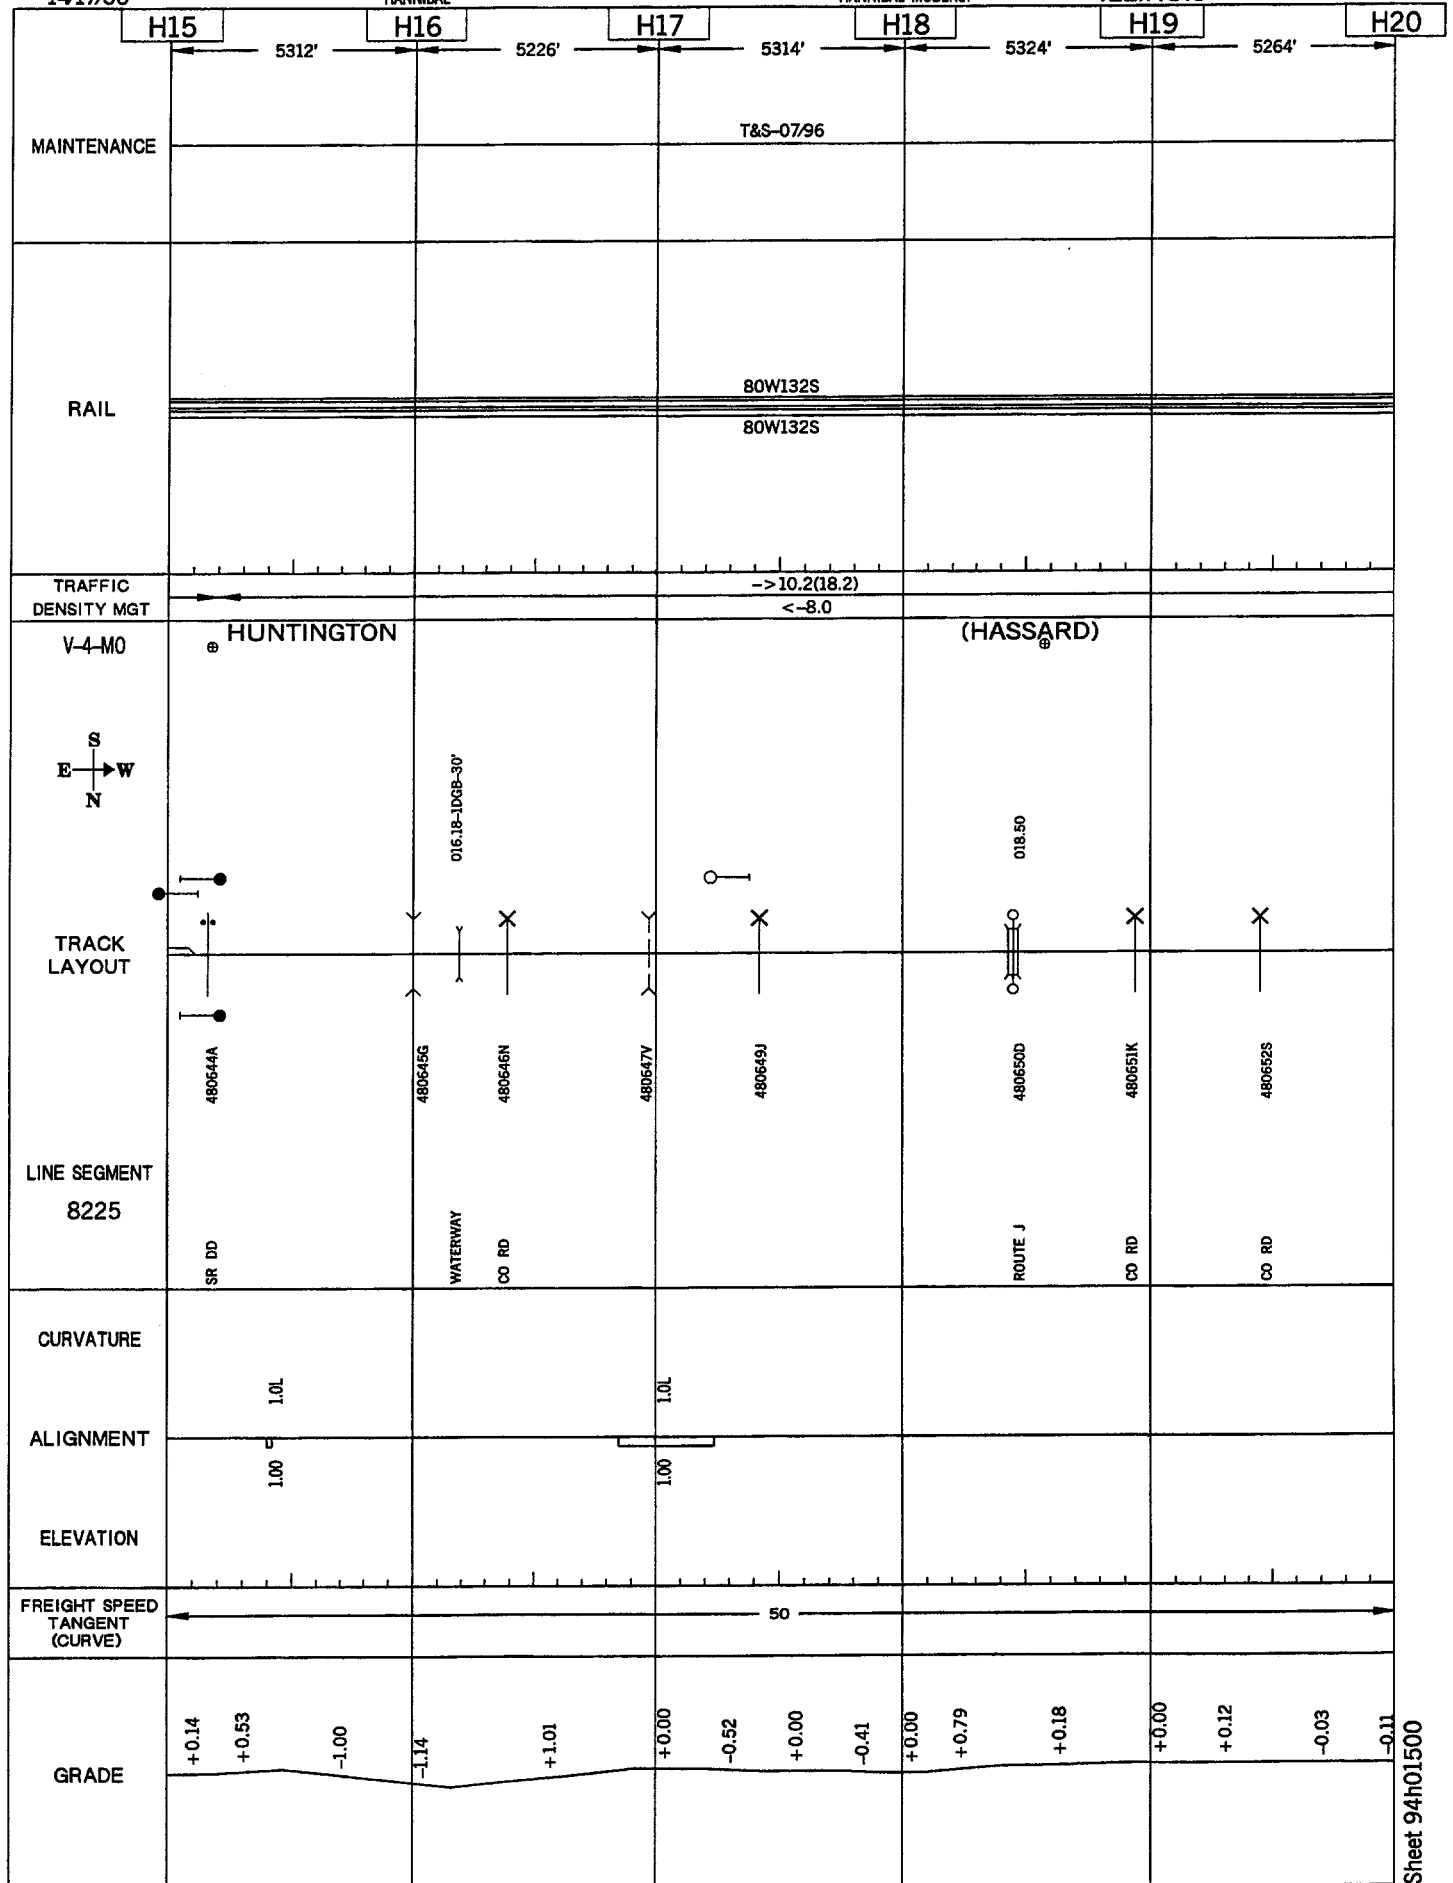 H15 H16 H17 H18 H19 H20
5312' 5226' 5314' 5324' 5264'
MAINTENANCE
T&S-07/96
RAIL
80W132S
80W132S
TRAFFIC
DENSITY MGT
->10.2(18.2)
<-8.0
V-4-MO
HUNTINGTON
(HASSARD)
S
E W
N
016.18-1DGB-30'
018.50
TRACK
LAYOUT
480644A
480645G
480646N
480647V
480649J
480650D
480651K
480652S
LINE SEGMENT
8225
SR DD
WATERWAY
CO RD
ROUTE J
CO RD
CO RD
CURVATURE
1.0L
1.0L
ALIGNMENT
1.00
1.00
ELEVATION
FREIGHT SPEED
TANGENT
(CURVE)
50
GRADE
+0.14
+0.53
-1.00
-1.14
+1.01
+0.00
-0.52
+0.00
-0.41
+0.00
+0.79
+0.18
+0.00
+0.12
-0.03
-0.11
Sheet 94h01500